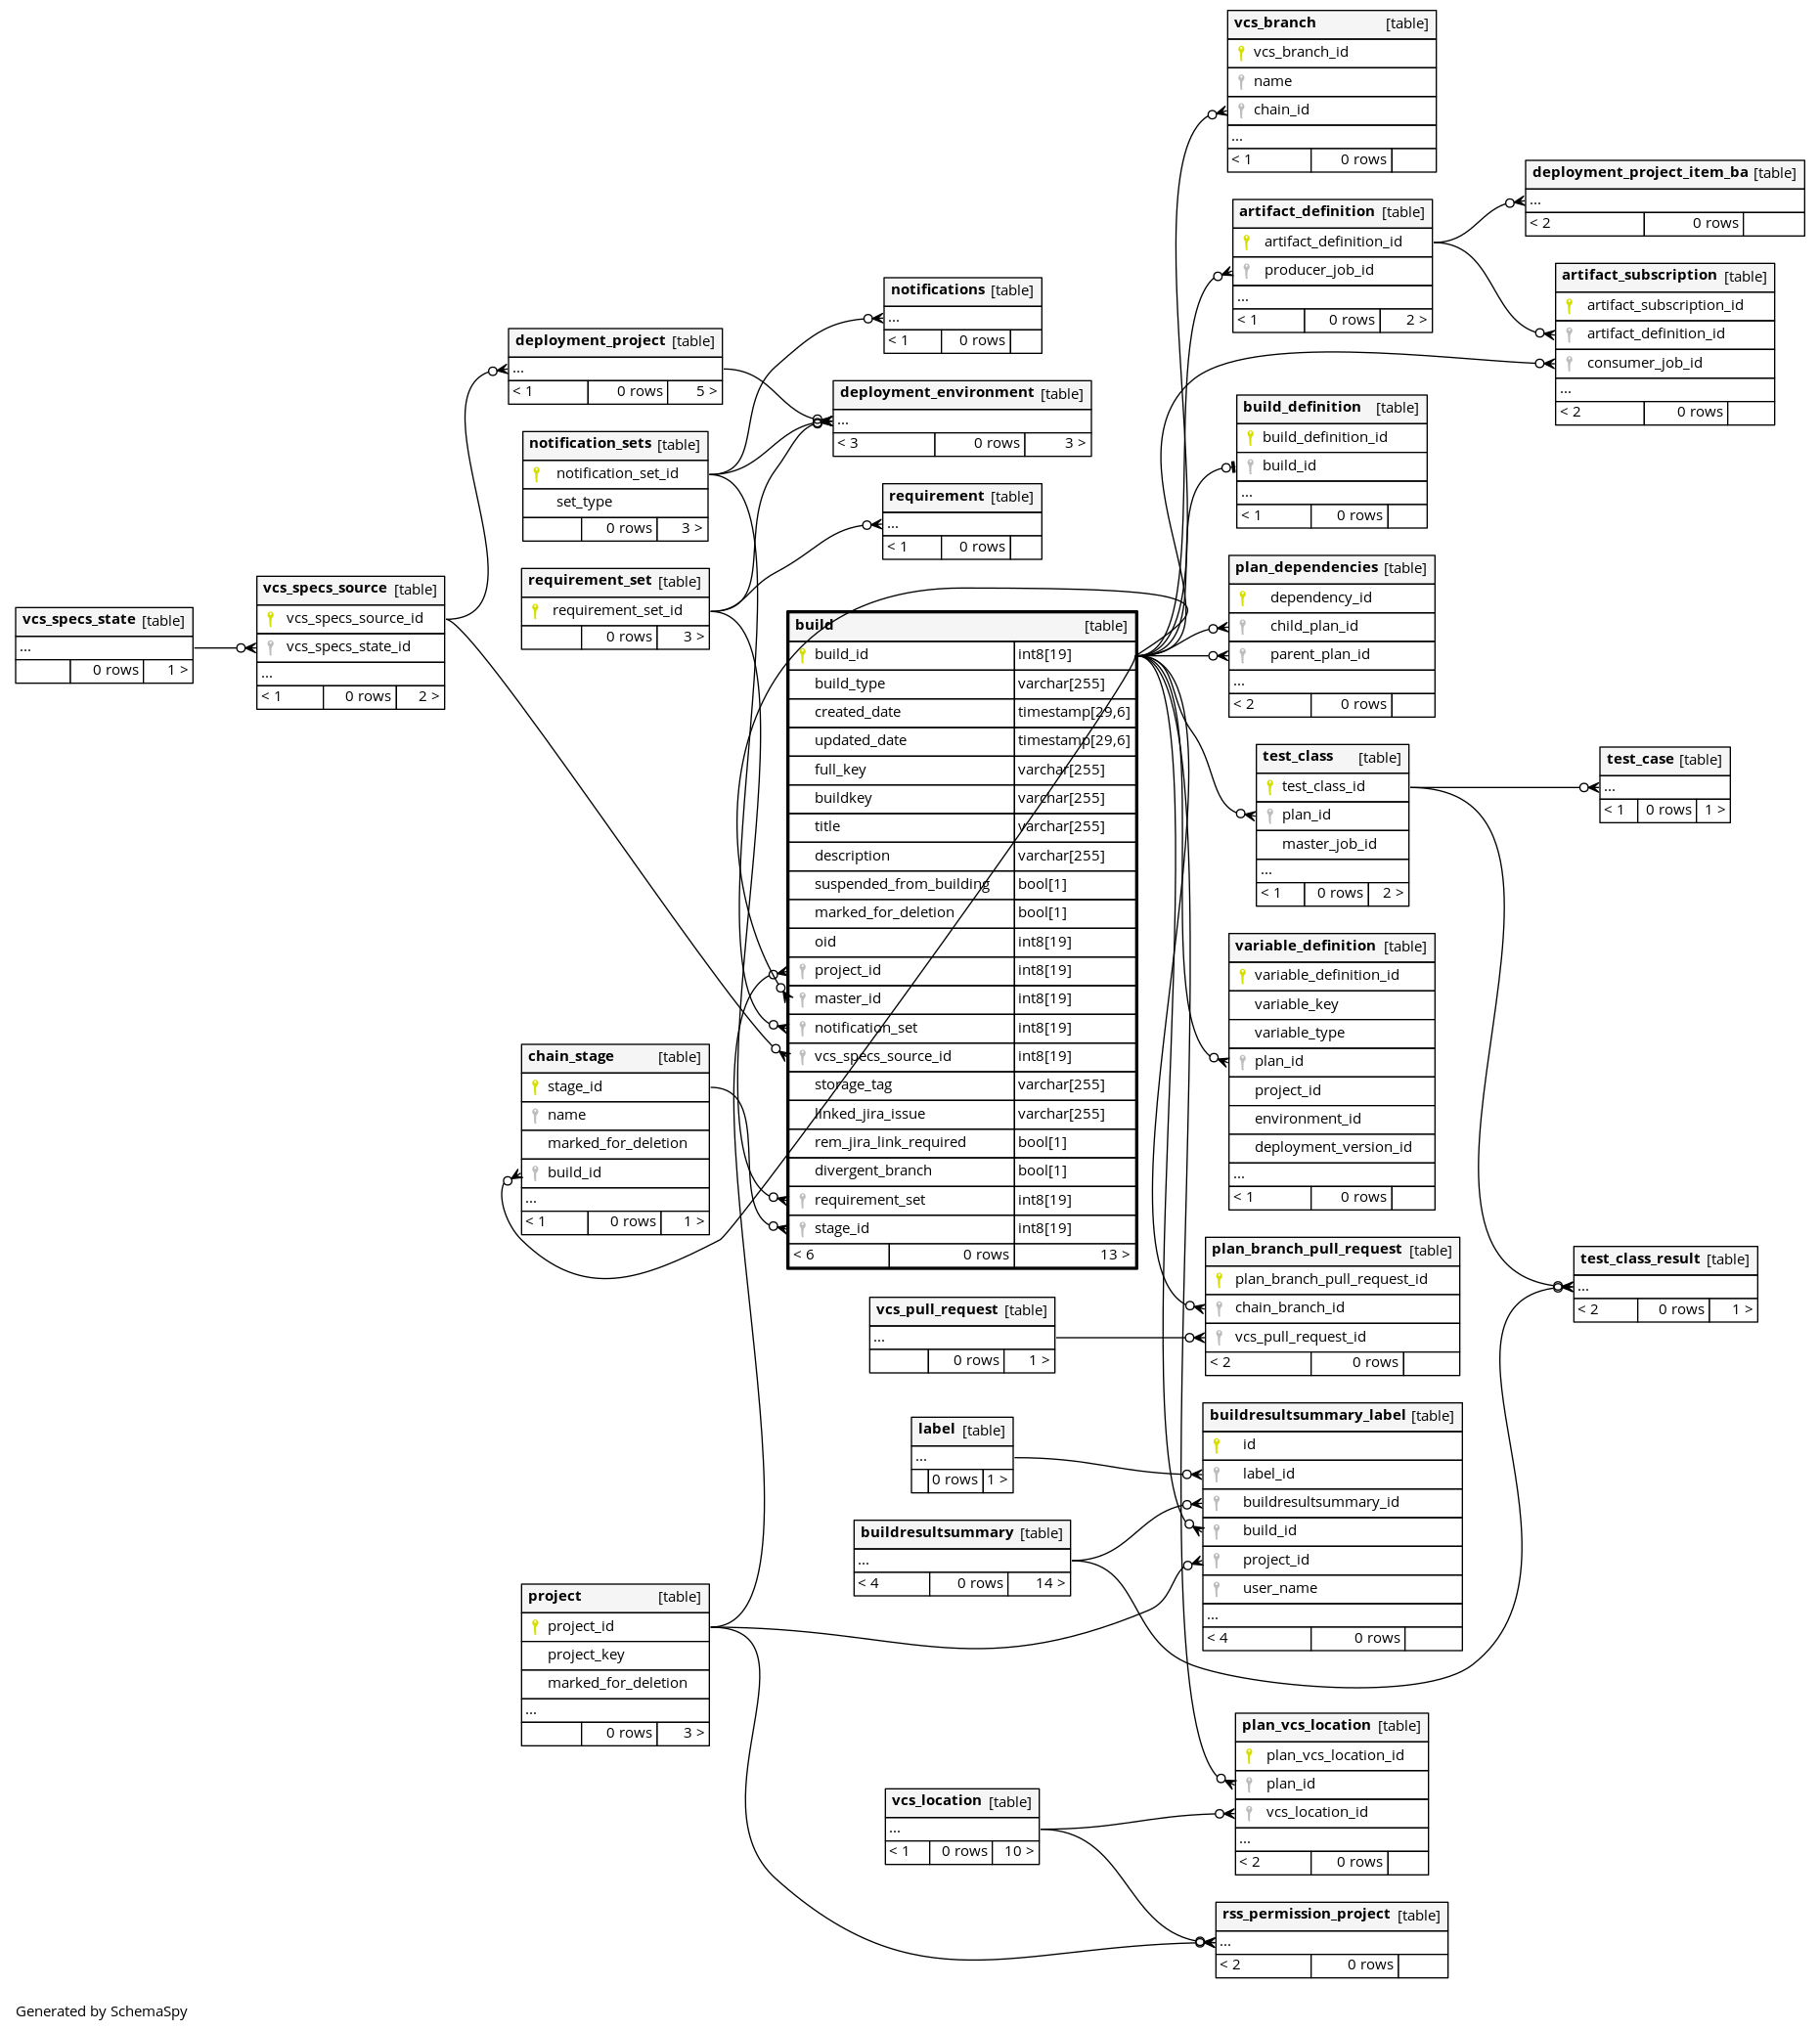 vcs_branch [table]
vcs_branch_id
name
chain_id
...
< 1 0 rows
deployment_project_item_ba [table]
...
< 2 0 rows
artifact_definition [table]
artifact_definition_id
producer_job_id
...
< 1 0 rows 2 >
artifact_subscription [table]
artifact_subscription_id
artifact_definition_id
consumer_job_id
...
< 2 0 rows
notifications [table]
...
< 1 0 rows
deployment_project [table]
...
< 1 0 rows 5 >
deployment_environment [table]
...
< 3 0 rows 3 >
build_definition [table]
build_definition_id
build_id
...
< 1 0 rows
notification_sets [table]
notification_set_id
set_type
0 rows 3 >
requirement [table]
...
< 1 0 rows
requirement_set [table]
requirement_set_id
0 rows 3 >
vcs_specs_source [table]
vcs_specs_source_id
vcs_specs_state_id
...
< 1 0 rows 2 >
vcs_specs_state [table]
...
0 rows 1 >
plan_dependencies [table]
dependency_id
child_plan_id
parent_plan_id
...
< 2 0 rows
build [table]
build_id int8[19]
build_type varchar[255]
created_date timestamp[29,6]
updated_date timestamp[29,6]
full_key varchar[255]
buildkey varchar[255]
title varchar[255]
description varchar[255]
suspended_from_building bool[1]
marked_for_deletion bool[1]
oid int8[19]
project_id int8[19]
master_id int8[19]
notification_set int8[19]
vcs_specs_source_id int8[19]
storage_tag varchar[255]
linked_jira_issue varchar[255]
rem_jira_link_required bool[1]
divergent_branch bool[1]
requirement_set int8[19]
stage_id int8[19]
< 6 0 rows 13 >
test_class [table]
test_class_id
plan_id
master_job_id
...
< 1 0 rows 2 >
test_case [table]
...
< 1 0 rows 1 >
variable_definition [table]
variable_definition_id
variable_key
variable_type
plan_id
project_id
environment_id
deployment_version_id
...
< 1 0 rows
chain_stage [table]
stage_id
name
marked_for_deletion
build_id
...
< 1 0 rows 1 >
plan_branch_pull_request [table]
plan_branch_pull_request_id
chain_branch_id
vcs_pull_request_id
< 2 0 rows
test_class_result [table]
...
< 2 0 rows 1 >
vcs_pull_request [table]
...
0 rows 1 >
buildresultsummary_label [table]
id
label_id
buildresultsummary_id
build_id
project_id
user_name
...
< 4 0 rows
label [table]
...
0 rows 1 >
buildresultsummary [table]
...
< 4 0 rows 14 >
project [table]
project_id
project_key
marked_for_deletion
...
0 rows 3 >
plan_vcs_location [table]
plan_vcs_location_id
plan_id
vcs_location_id
...
< 2 0 rows
vcs_location [table]
...
< 1 0 rows 10 >
rss_permission_project [table]
...
< 2 0 rows
Generated by SchemaSpy